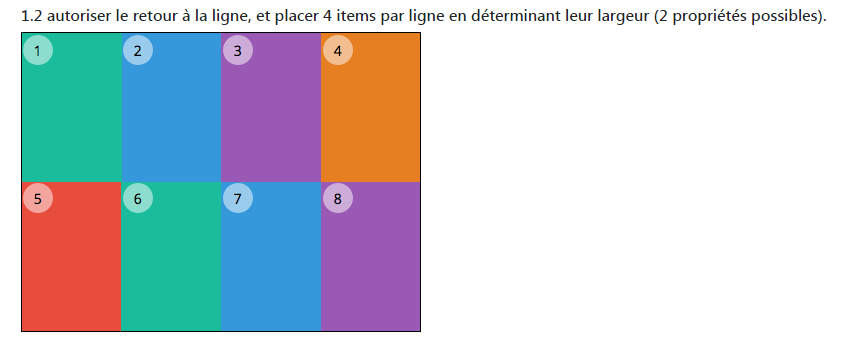 1.2 autoriser le retour à la ligne, et placer 4 items par ligne en déterminant leur largeur (2 propriétés possibles).
1 2 3 4
5 6 7 8